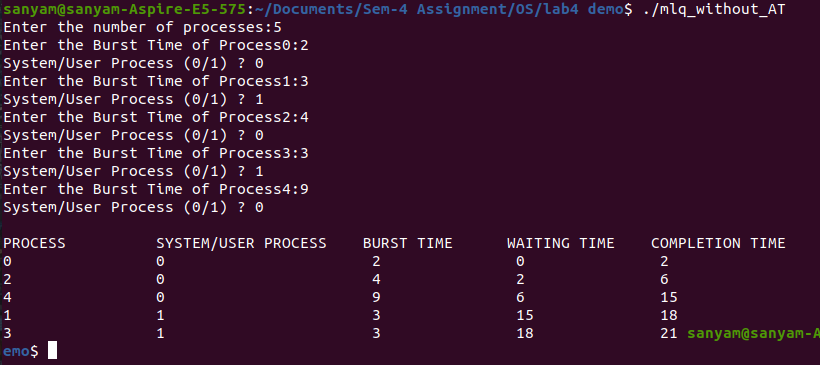 sanyam@sanyam-Aspire-E5-575:~/Documents/Sem-4 Assignment/OS/lab4 demo$ ./mlq_without_AT
Enter the number of processes:5
Enter the Burst Time of Process0:2
System/User Process (0/1) ? 0
Enter the Burst Time of Process1:3
System/User Process (0/1) ? 1
Enter the Burst Time of Process2:4
System/User Process (0/1) ? 0
Enter the Burst Time of Process3:3
System/User Process (0/1) ? 1
Enter the Burst Time of Process4:9
System/User Process (0/1) ? 0
PROCESS SYSTEM/USER PROCESS BURST TIME WAITING TIME COMPLETION TIME
0 0 2 0 2
2 0 4 2 6
4 0 9 6 15
1 1 3 15 18
3 1 3 18 21 sanyam@sanyam-A
emo$